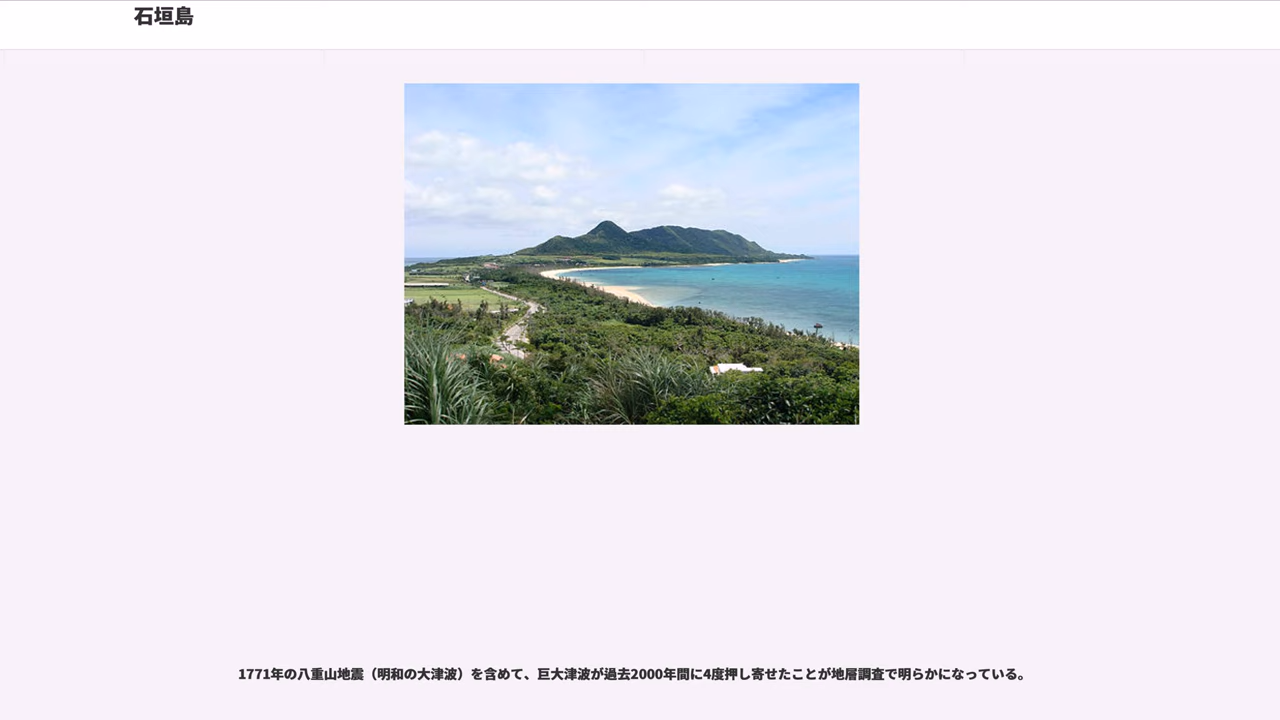 石垣島
1771年の八重山地震（明和の大津波）を含めて、巨大津波が過去2000年間に4度押し寄せたことが地層調査で明らかになっている。